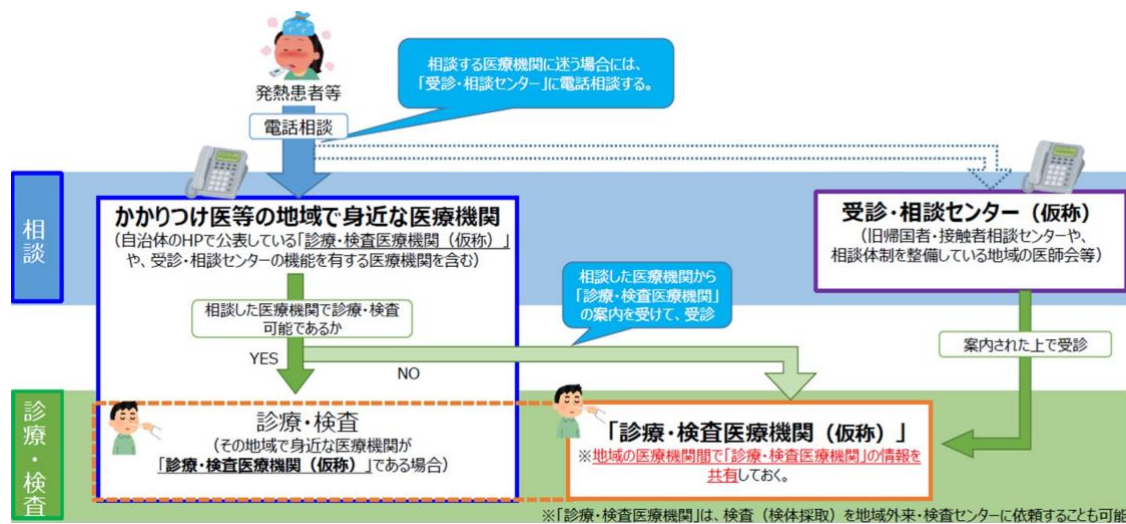 発熱患者等
電話相談
相談する医療機関に迷う場合には、
「受診・相談センター」に電話相談する。
相談
かかりつけ医等の地域で身近な医療機関
(自治体のHPで公表している「診療・検査医療機関(仮称)」
や、受診・相談センターの機能を有する医療機関を含む)
受診・相談センター(仮称)
(旧帰国者・接触者相談センターや、
相談体制を整備している地域の医師会等)
相談した医療機関で診療・検査
可能であるか
相談した医療機関から
「診療・検査医療機関」
の案内を受けて、受診
案内された上で受診
YES
NO
診療・検査
診療・検査
(その地域で身近な医療機関が
「診療・検査医療機関(仮称)」である場合)
「診療・検査医療機関(仮称)」
※地域の医療機関間で「診療・検査医療機関」の情報を
共有しておく。
※「診療・検査医療機関」は、検査(検体採取)を地域外来・検査センターに依頼することも可能